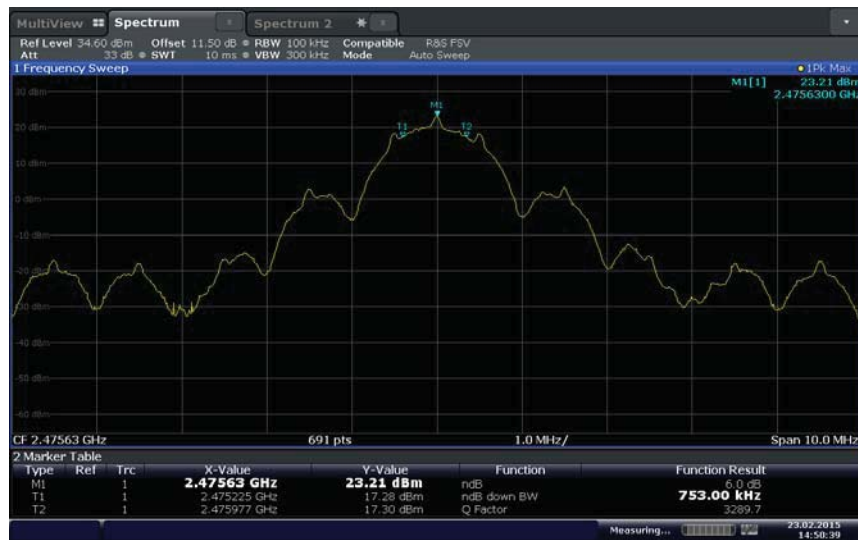 MultiView Spectrum Spectrum 2
Ref Level 34.60 dBm Offset 11.50 dB RBW 100 kHz Compatible R&S FSV
Att 33 dB SWT 10 ms VBW 300 kHz Mode Auto Sweep
1 Frequency Sweep 1Pk Max
M1[1] 23.21 dBm
2.4756300 GH
30 dBm
M1
20 dBm T1 T2
10 dBm
0 dBm
-10 dBm
-20 dBm
-30 dBm
-40 dBm
-50 dBm
-60 dBm
CF 2.47563 GHz 691 pts 1.0 MHz/ Span 10.0 MHz
2 Marker Table
Type Ref Trc X-Value Y-Value Function Function Result
M1 1 2.47563 GHz 23.21 dBm ndB 6.0 dB
T1 1 2.475225 GHz 17.28 dBm ndB down BW 753.00 kHz
T2 1 2.475977 GHz 17.30 dBm Q Factor 3289.7
Measuring... 23.02.2015
14:50:39